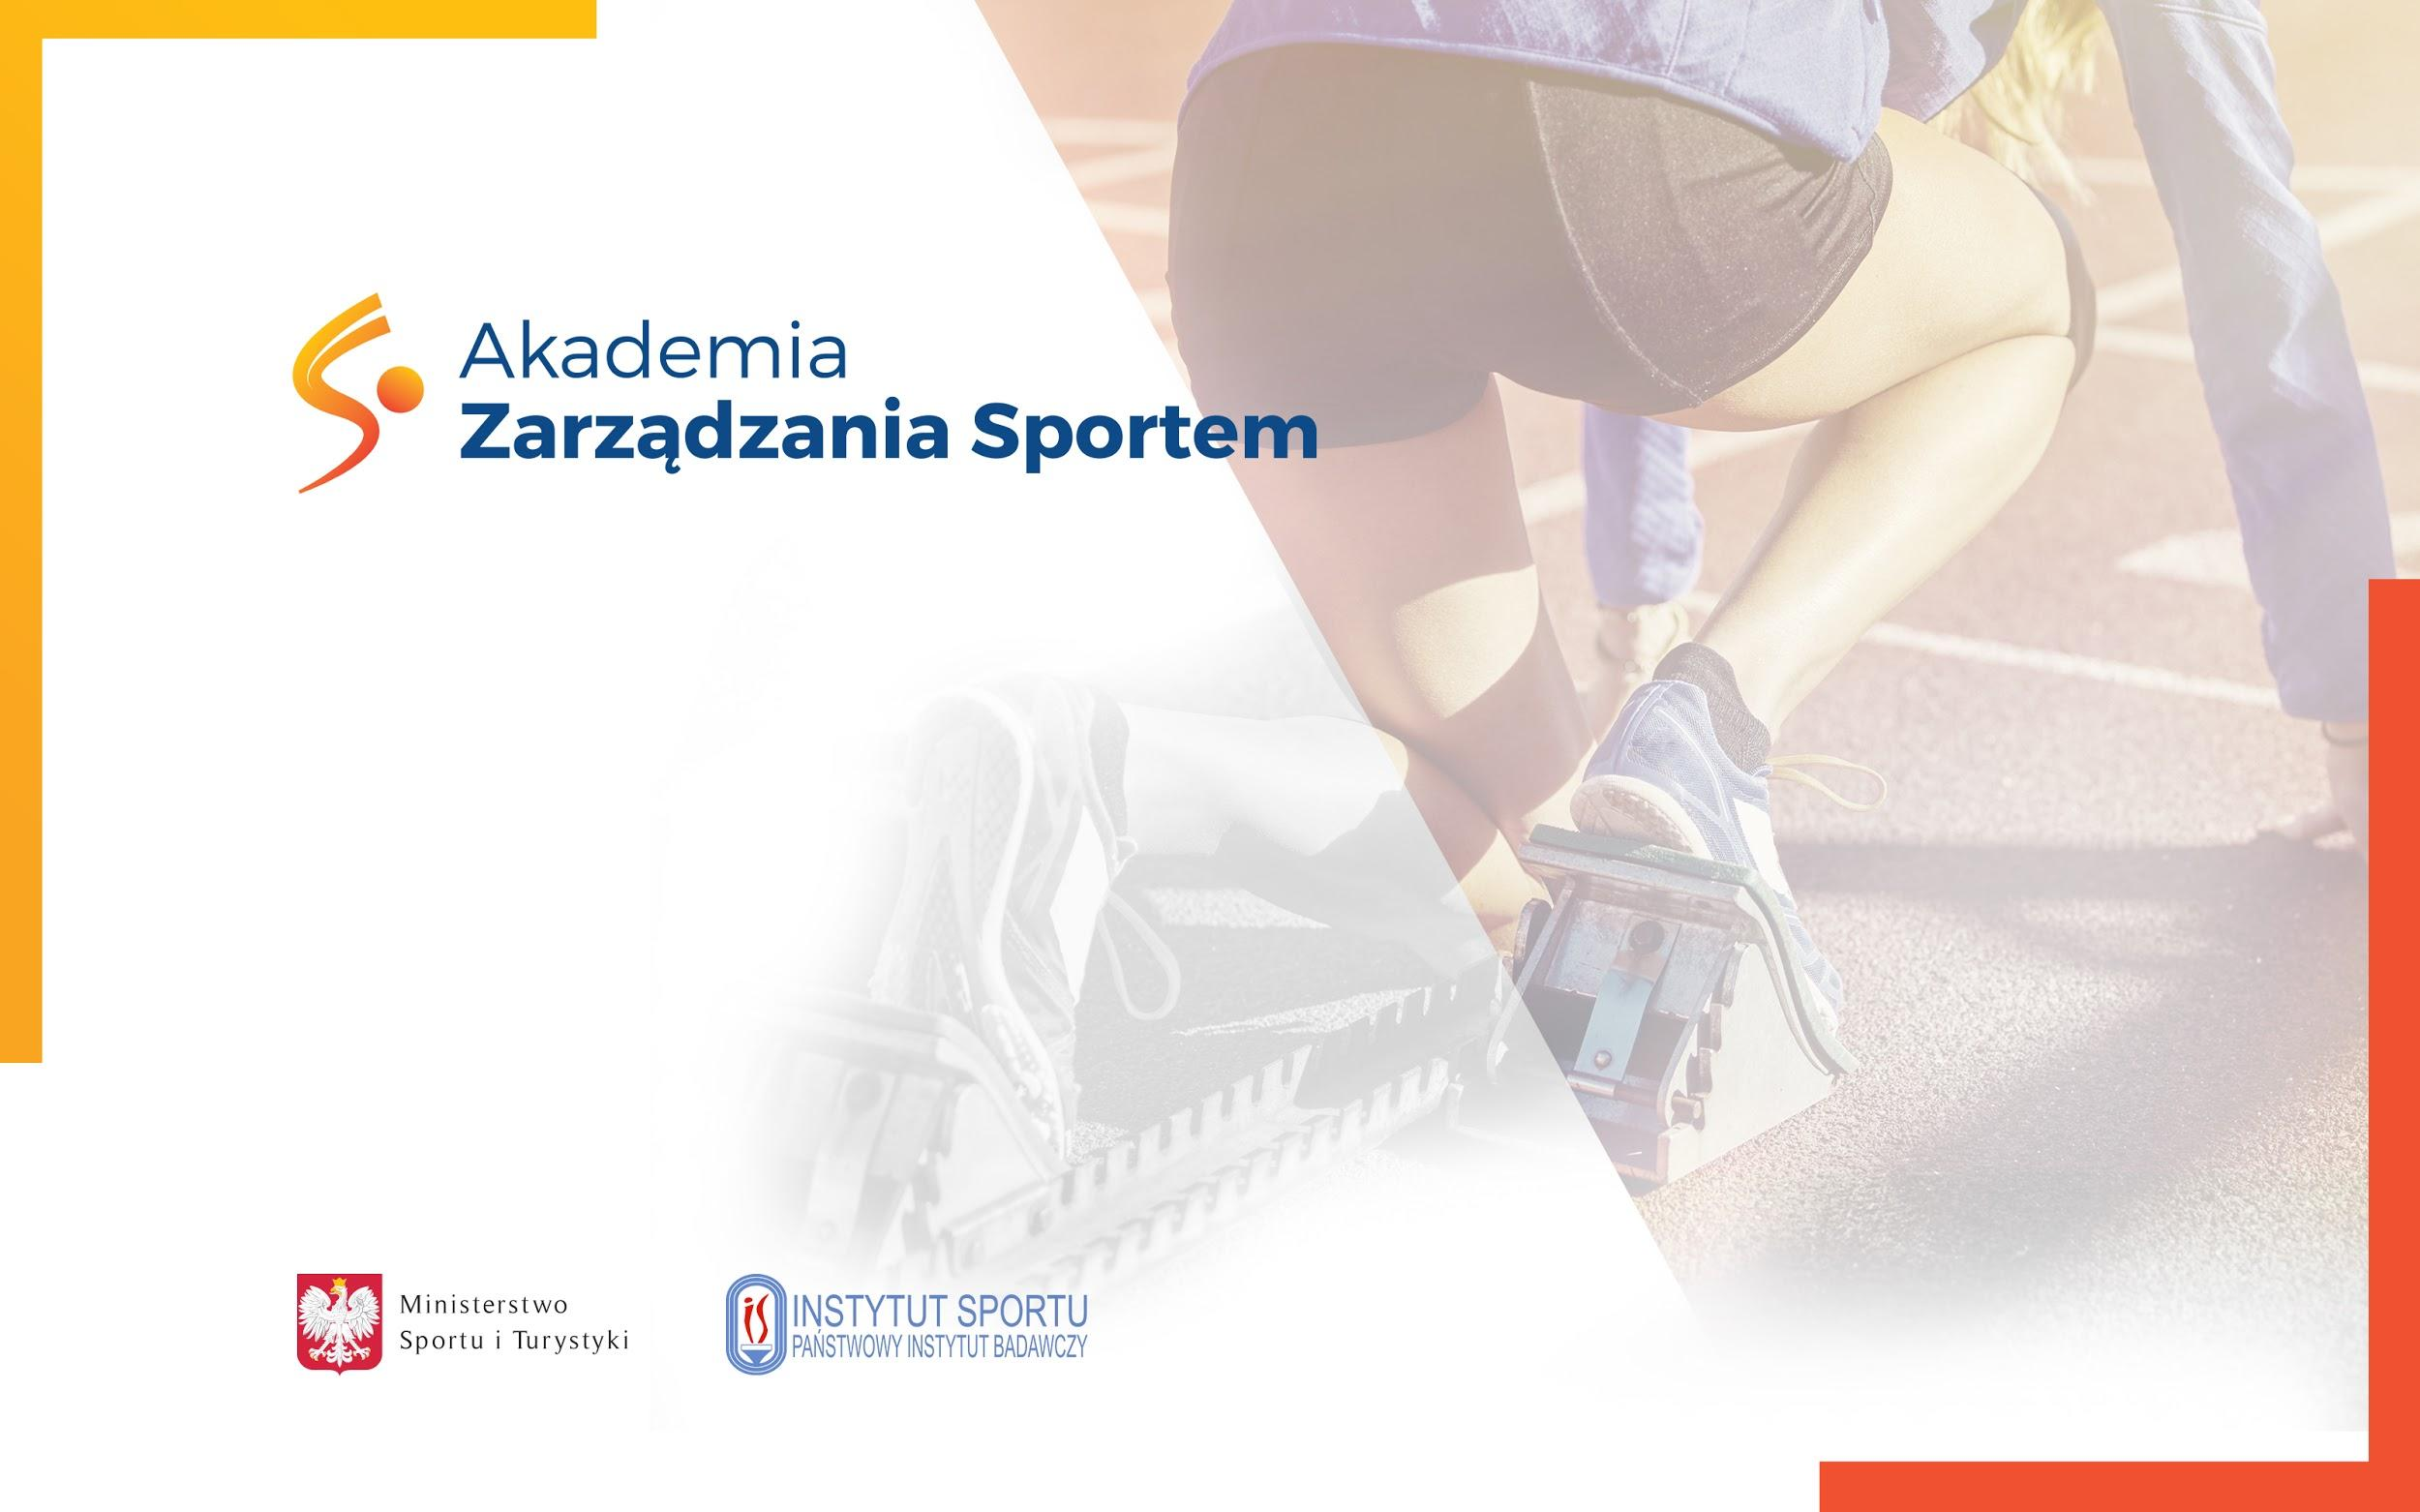 Akademia
Zarządzania Sportem
Ministerstwo
Sportu i Turystyki
INSTYTUT SPORTU
PAŃSTWOWY INSTYTUT BADAWCZY